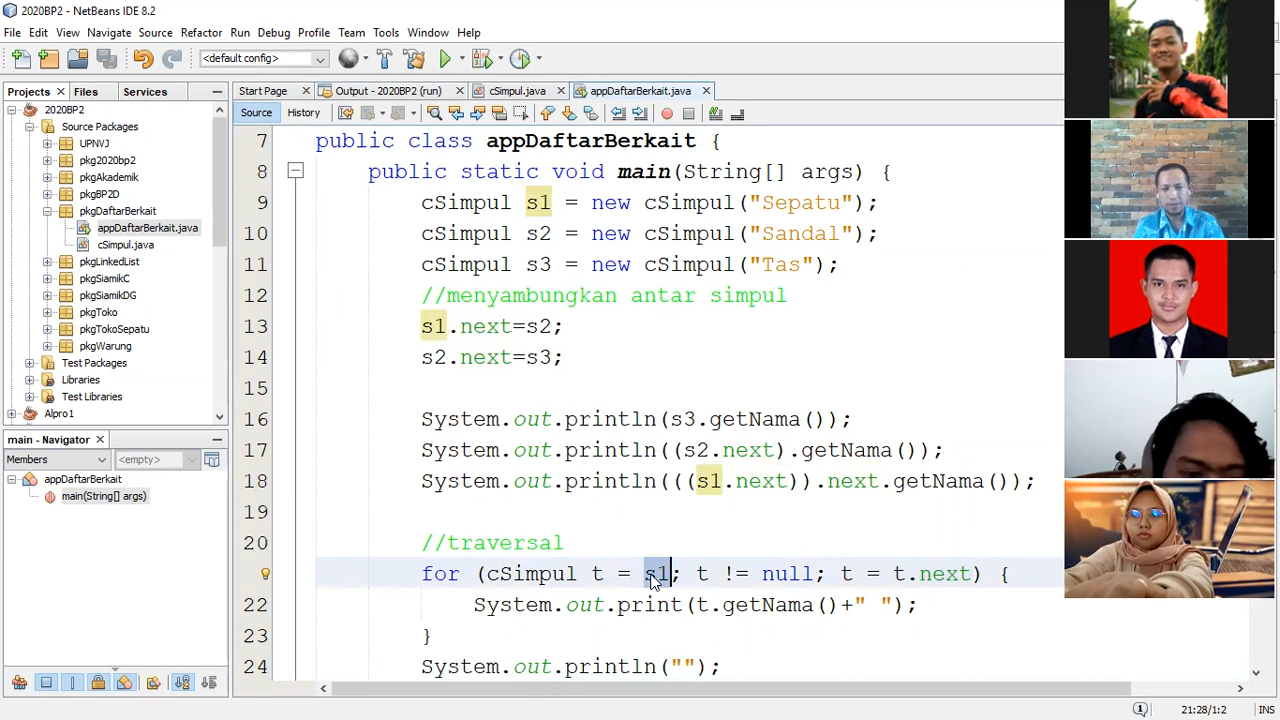 2020BP2 - NetBeans IDE 8.2
File Edit View Navigate Source Refactor Run Debug Profile Team Tools Window Help
<default config>
Projects Files Services
Start Page Output - 2020BP2 (run) cSimpul.java appDaftarBerkait.java
Source History
2020BP2
Source Packages
UPNVJ
pkg2020bp2
pkgAkademik
pkgBP2D
pkgDaftarBerkait
appDaftarBerkait.java
cSimpul.java
pkgLinkedList
pkgSiamikC
pkgSiamikDG
pkgToko
pkgTokoSepatu
pkgWarung
Test Packages
Libraries
Test Libraries
Alpro1
main - Navigator
Members <empty>
appDaftarBerkait
main(String[] args)
7 public class appDaftarBerkait {
8 public static void main(String[] args) {
9 cSimpul s1 = new cSimpul("Sepatu");
10 cSimpul s2 = new cSimpul("Sandal");
11 cSimpul s3 = new cSimpul("Tas");
12 //menyambungkan antar simpul
13 s1.next=s2;
14 s2.next=s3;
15
16 System.out.println(s3.getNama());
17 System.out.println((s2.next).getNama());
18 System.out.println(((s1.next)).next.getNama());
19
20 //traversal
for (cSimpul t = s1; t != null; t = t.next) {
22 System.out.print(t.getNama()+" ");
23 }
24 System.out.println("");
21:28/1:2 INS